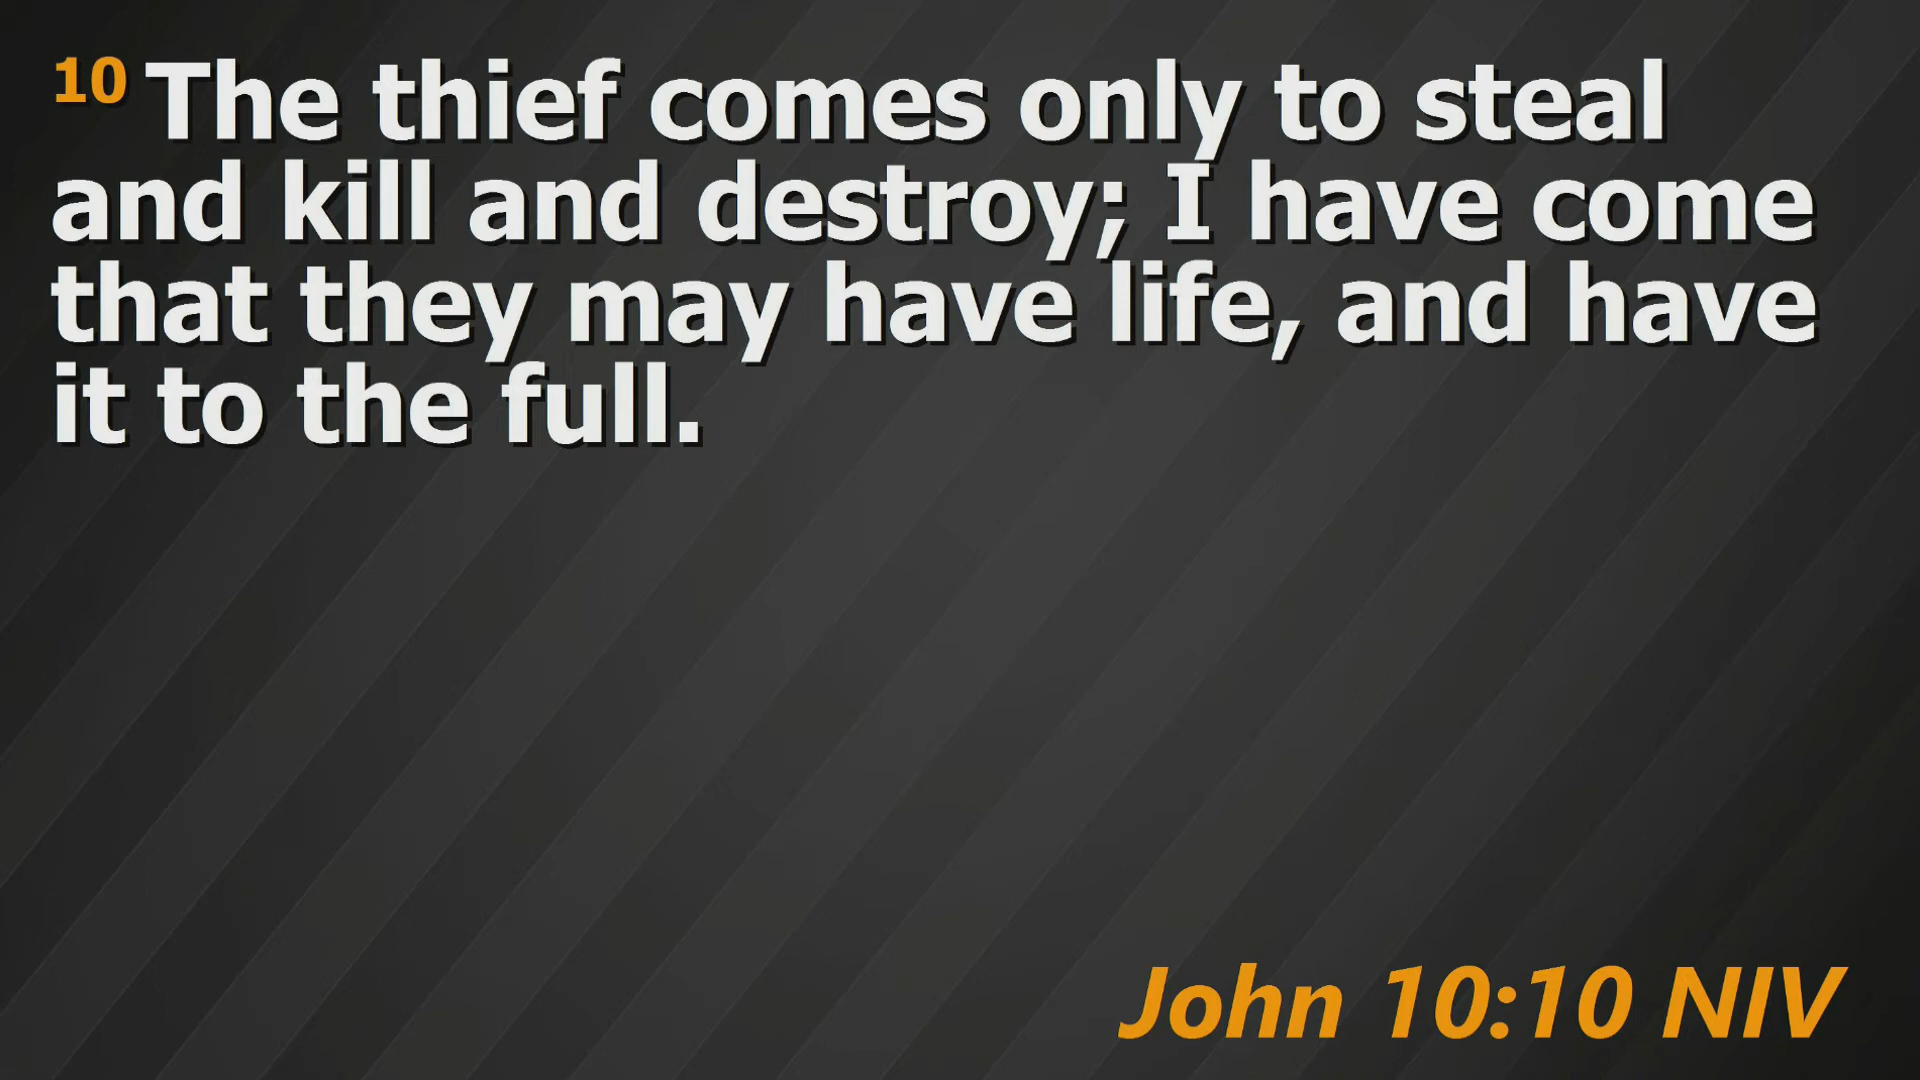 10 The thief comes only to steal
and kill and destroy; I have come
that they may have life, and have
it to the full.
John 10:10 NIV